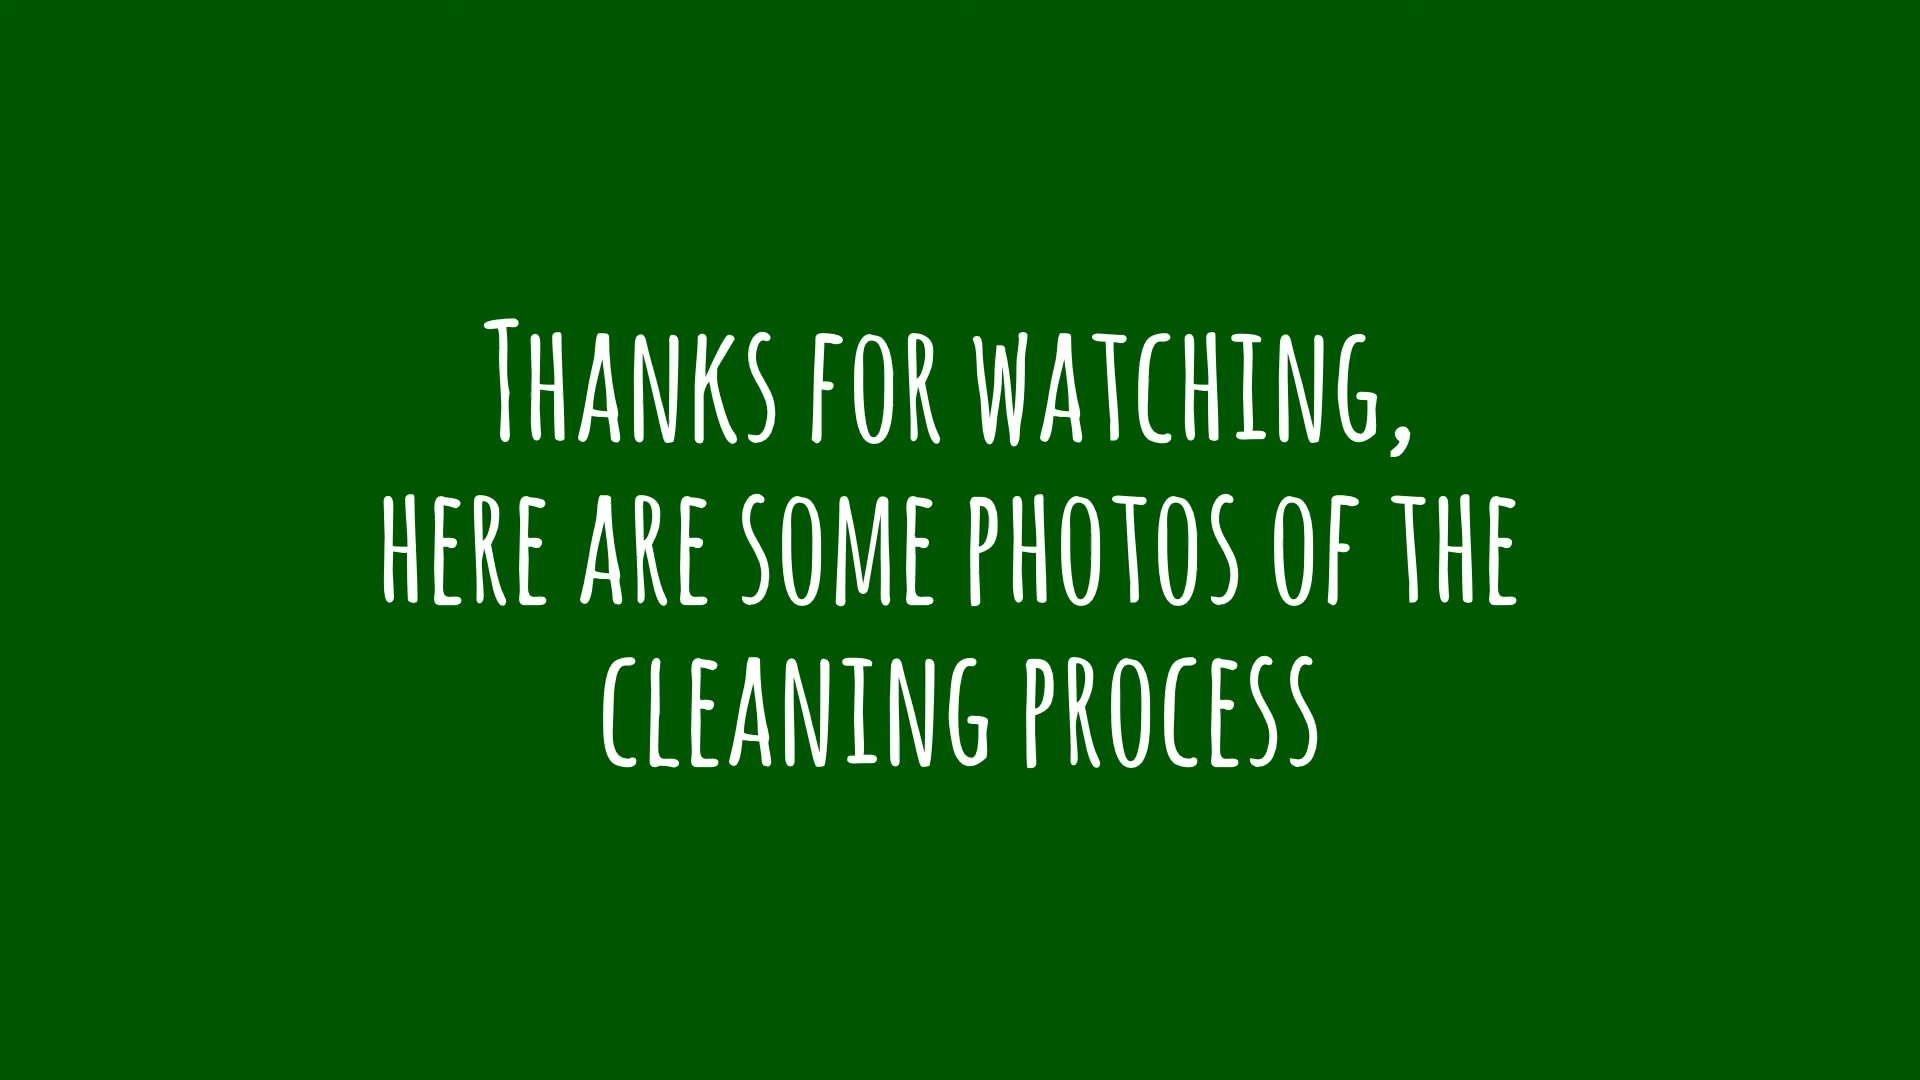 Thanks for watching,
here are some photos of the
cleaning process